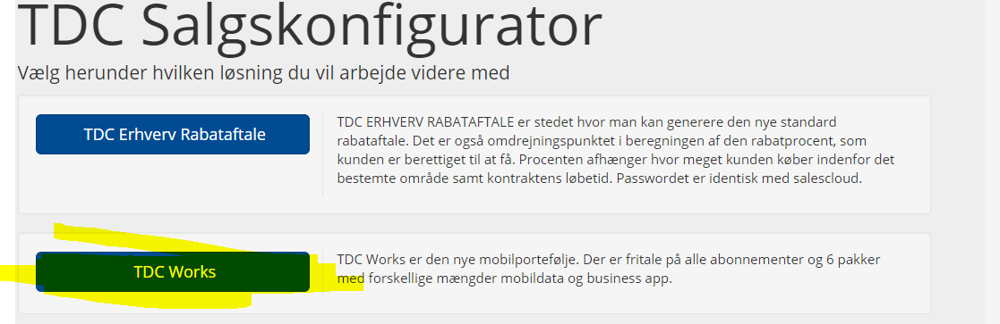 TDC Salgskonfigurator
Vælg herunder hvilken løsning du vil arbejde videre med
TDC Erhverv Rabataftale
TDC ERHVERV RABATAFTALE er stedet hvor man kan generere den nye standard
rabataftale. Det er også omdrejningspunktet i beregningen af den rabatprocent, som
kunden er berettiget til at få. Procenten afhænger hvor meget kunden køber indenfor det
bestemte område samt kontraktens løbetid. Passwordet er identisk med salescloud.
TDC Works
TDC Works er den nye mobilportefølje. Der er fritale på alle abonnementer og 6 pakker
med forskellige mængder mobildata og business app.